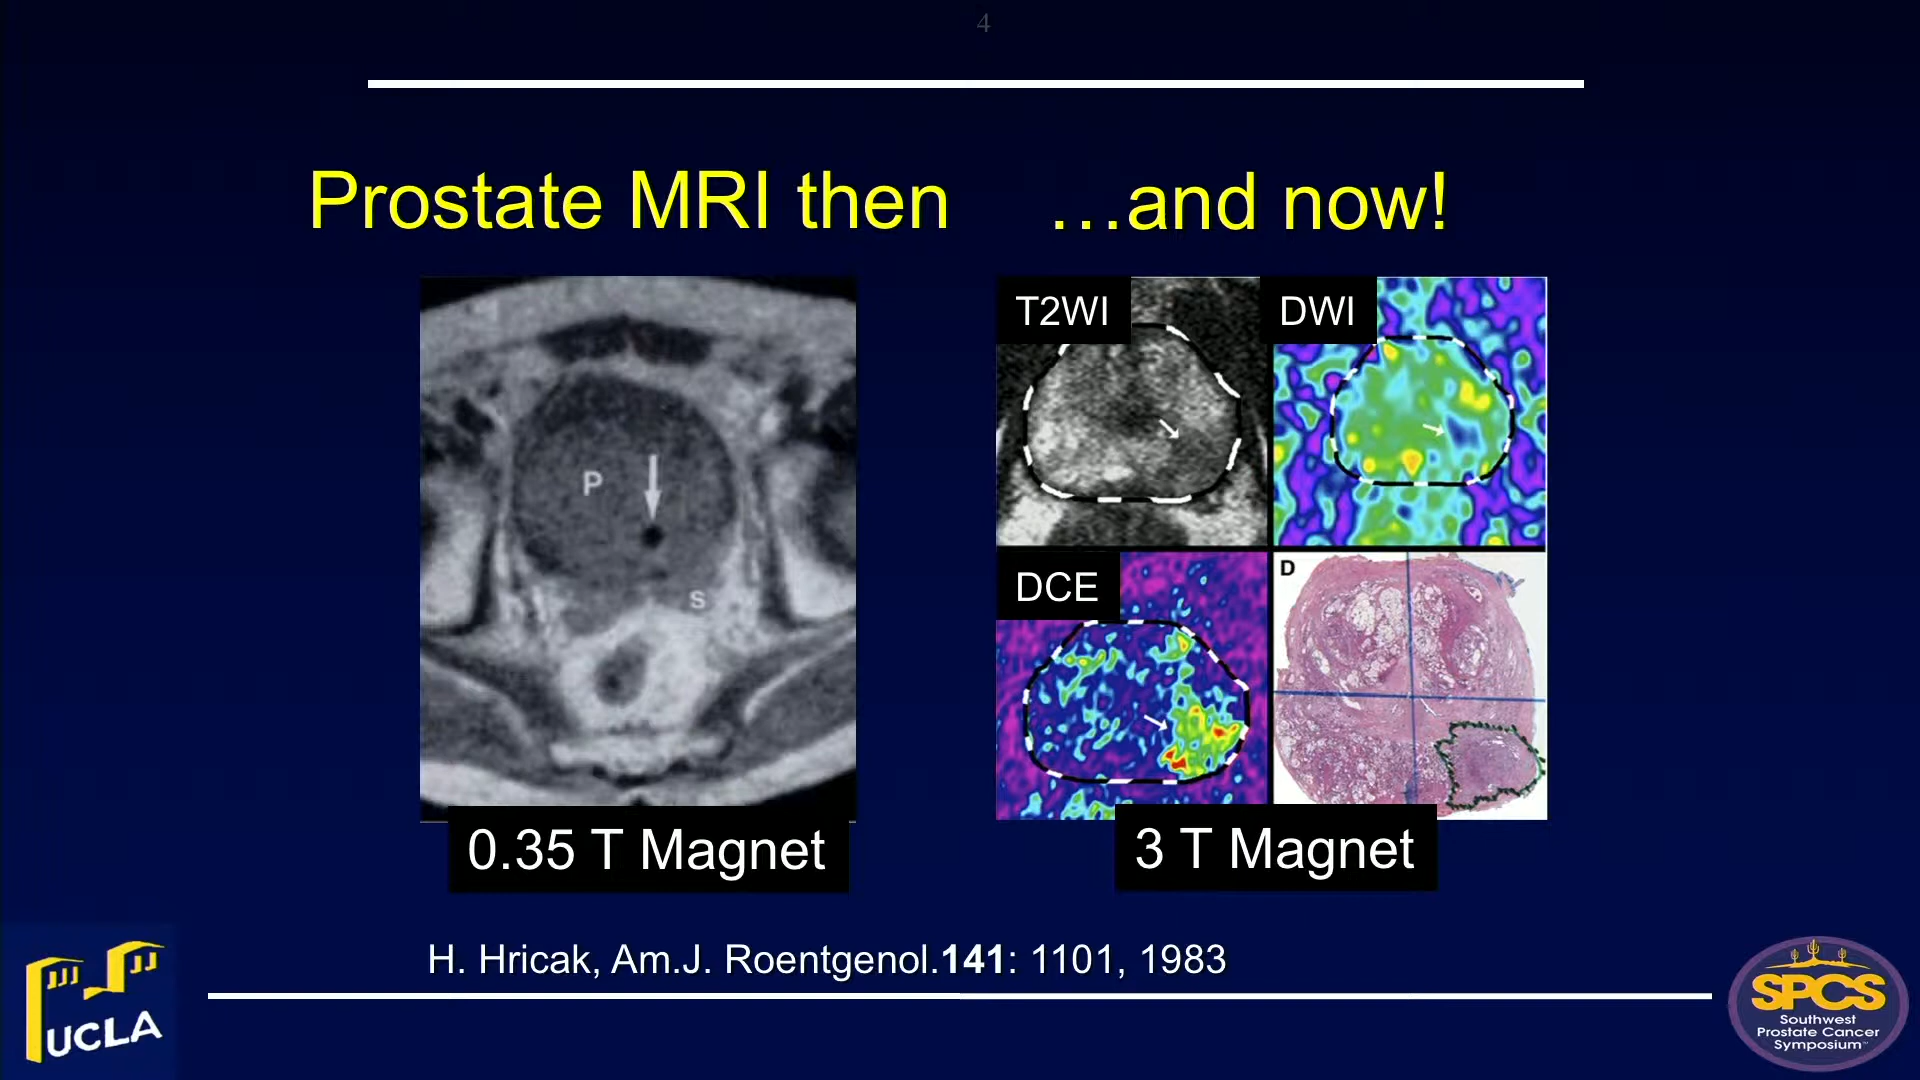 4
Prostate MRI then …and now!
T2WI
DWI
P
S
DCE
D
0.35 T Magnet
3 T Magnet
H. Hricak, Am.J. Roentgenol.141: 1101, 1983
UCLA
SPCS
Southwest
Prostate Cancer
Symposium™